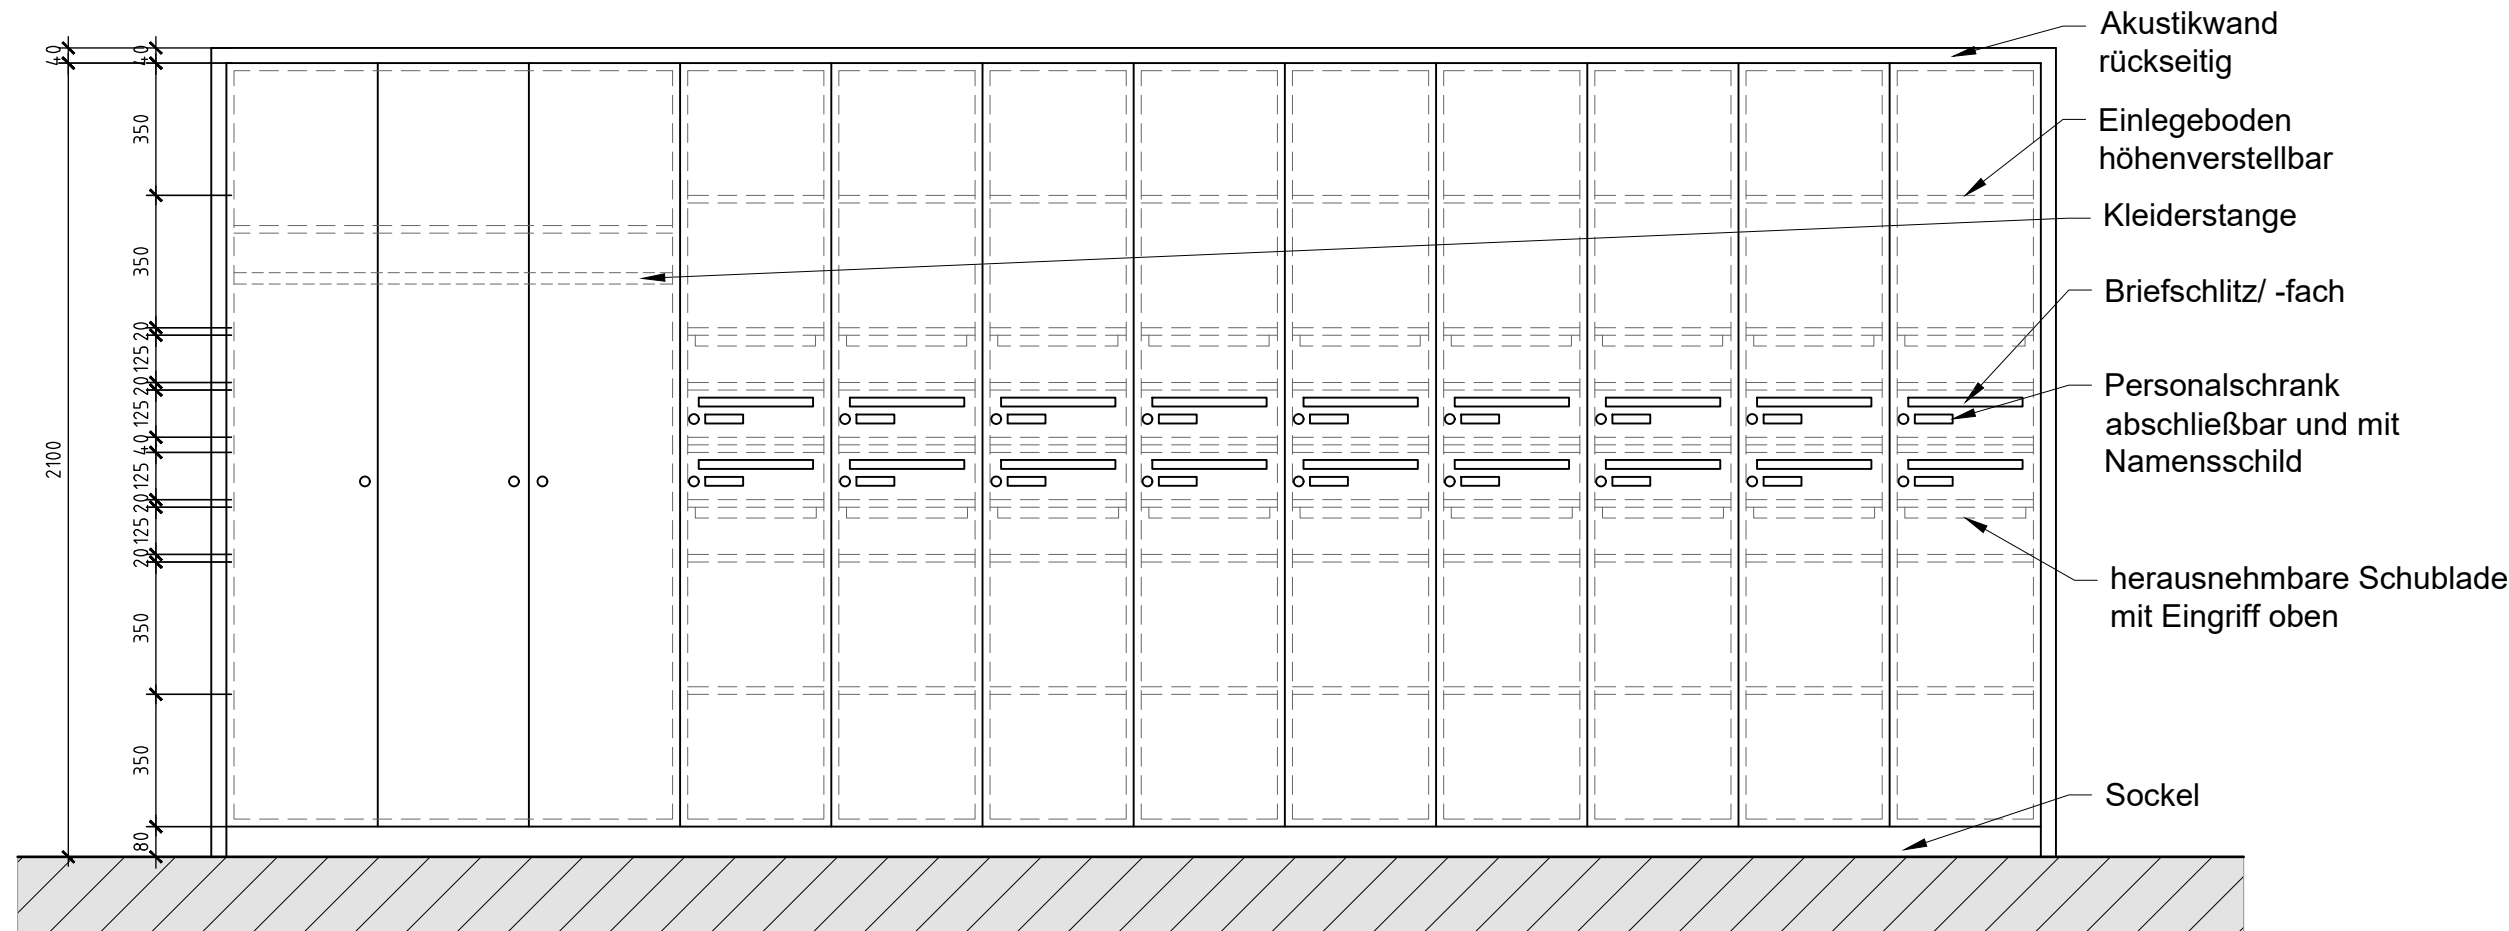 Akustikwand
rückseitig
Einlegeboden
höhenverstellbar
Kleiderstange
Briefschlitz/ -fach
Personalschrank
abschließbar und mit
Namensschild
herausnehmbare Schublade
mit Eingriff oben
Sockel
40
2100
40
350
350
20
125
20
125
40
125
20
125
20
350
350
80